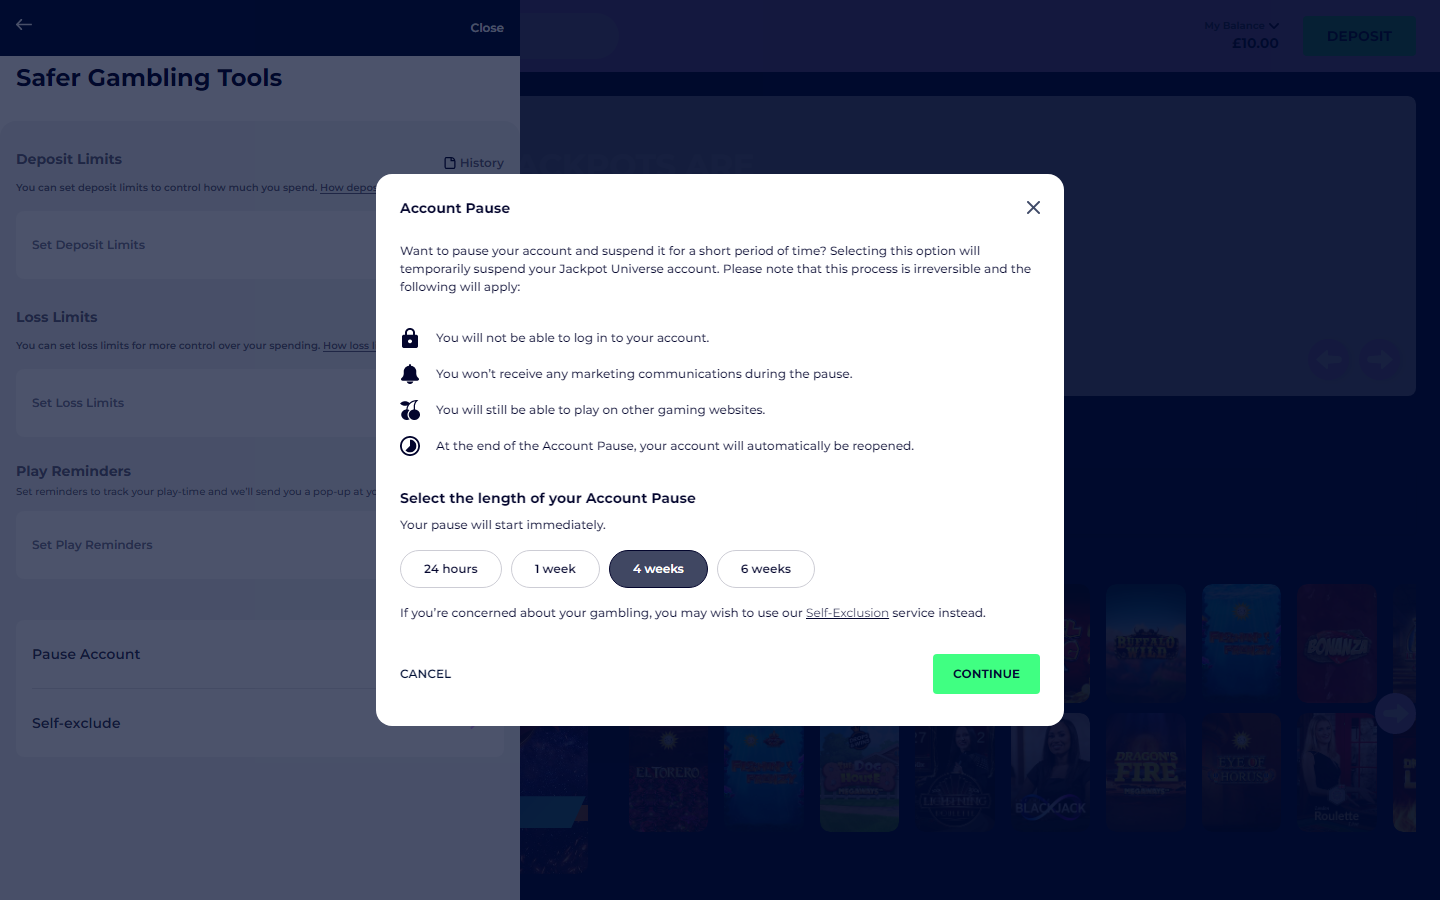 Close
My Balance
£10.00
DEPOSIT
Safer Gambling Tools
Deposit Limits
History
You can set deposit limits to control how much you spend. How depos
Set Deposit Limits
Loss Limits
You can set loss limits for more control over your spending. How loss l
Set Loss Limits
Play Reminders
Set reminders to track your play-time and we'll send you a pop-up at yo
Set Play Reminders
Pause Account
Self-exclude
Account Pause
Want to pause your account and suspend it for a short period of time? Selecting this option will
temporarily suspend your Jackpot Universe account. Please note that this process is irreversible and the
following will apply:
You will not be able to log in to your account.
You won't receive any marketing communications during the pause.
You will still be able to play on other gaming websites.
At the end of the Account Pause, your account will automatically be reopened.
Select the length of your Account Pause
Your pause will start immediately.
24 hours
1 week
4 weeks
6 weeks
If you're concerned about your gambling, you may wish to use our Self-Exclusion service instead.
CANCEL
CONTINUE
BUFFALO
WILD
BONANZA
EL TORERO
DOG
HOUSE
LIGHTNING
BLACKJACK
DRAGON'S
FIRE
EYE OF
HORUS
Roulette